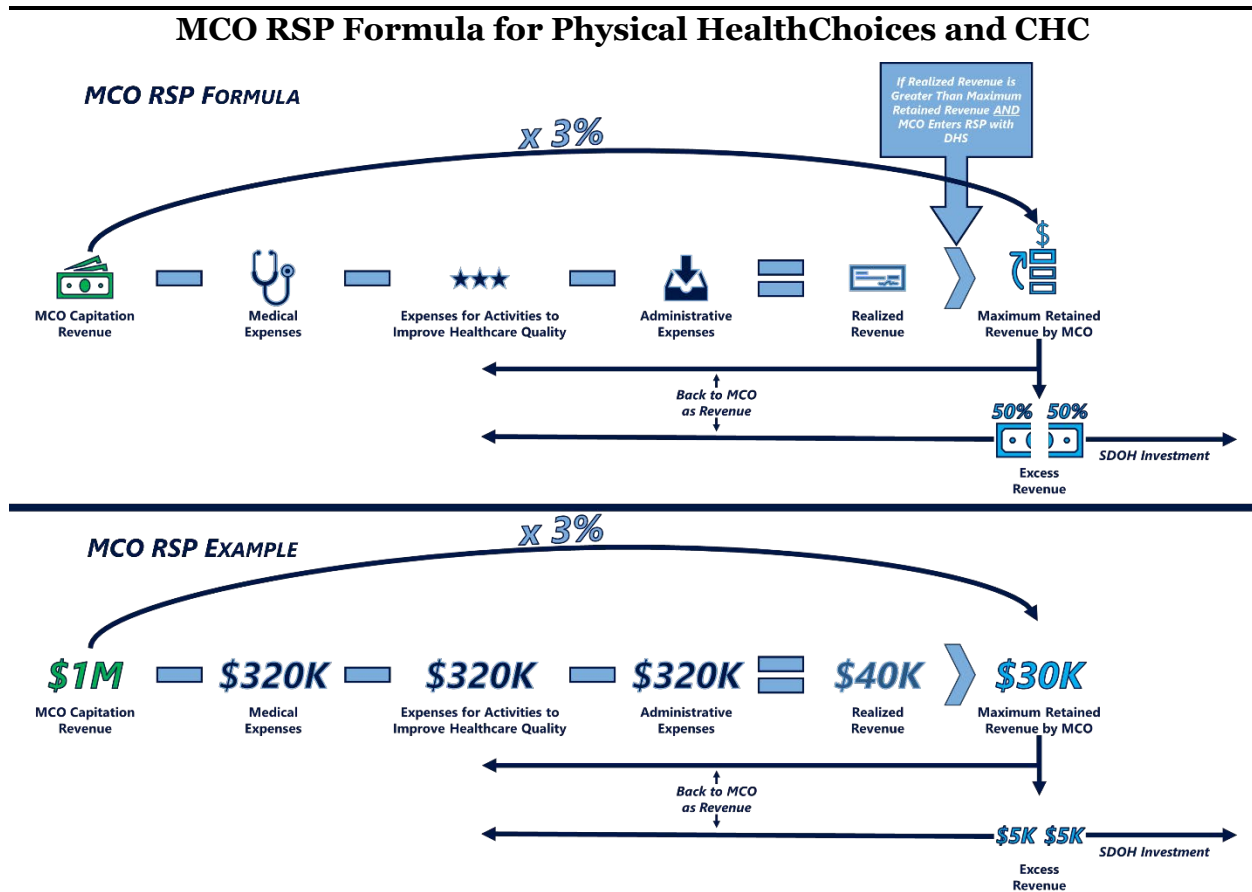 MCO RSP Formula for Physical HealthChoices and CHC
MCO RSP FORMULA
x 3%
If Realized Revenue is
Greater Than Maximum
Retained Revenue AND
MCO Enters RSP with
DHS
$
MCO Capitation
Revenue
Medical
Expenses
Expenses for Activities to
Improve Healthcare Quality
Administrative
Expenses
Realized
Revenue
Maximum Retained
Revenue by MCO
Back to MCO
as Revenue
50% 50%
SDOH Investment
Excess
Revenue
MCO RSP EXAMPLE
x 3%
$1M
$320K
$320K
$320K
$40K
$30K
MCO Capitation
Revenue
Medical
Expenses
Expenses for Activities to
Improve Healthcare Quality
Administrative
Expenses
Realized
Revenue
Maximum Retained
Revenue by MCO
Back to MCO
as Revenue
$5K $5K
SDOH Investment
Excess
Revenue